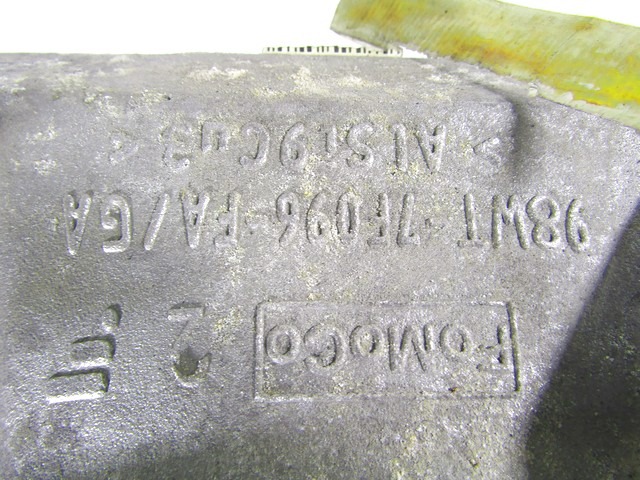 FoMoCo 2
98WT-7F096-FA/GA
>AlSi9Cu3<